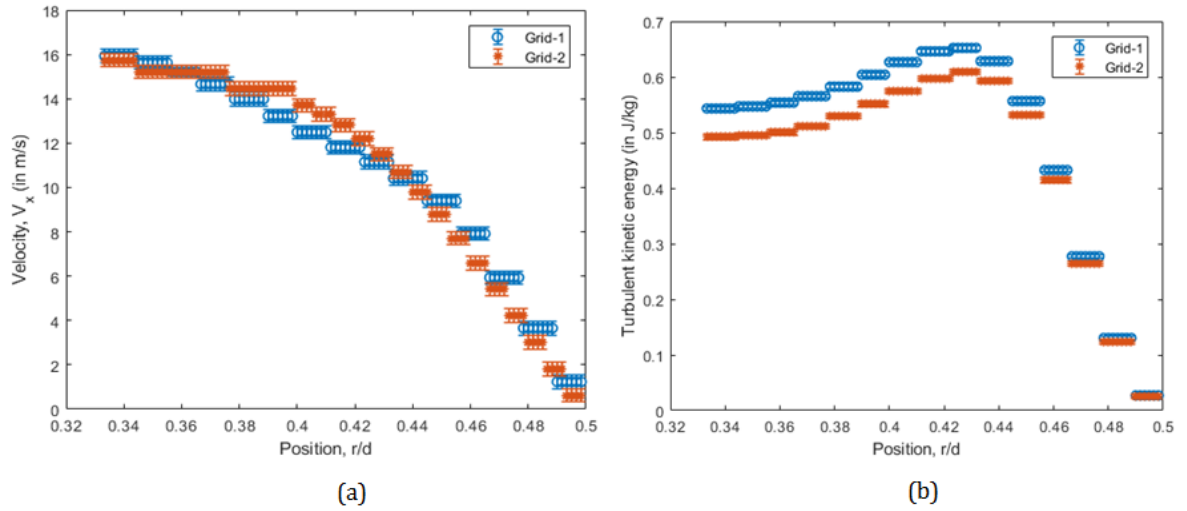 18
16
14
12
10
8
6
4
2
0
Velocity, V_x (in m/s)
Grid-1
Grid-2
0.32 0.34 0.36 0.38 0.4 0.42 0.44 0.46 0.48 0.5
Position, r/d
(a)
0.7
0.6
0.5
0.4
0.3
0.2
0.1
0
Turbulent kinetic energy (in J/kg)
Grid-1
Grid-2
0.32 0.34 0.36 0.38 0.4 0.42 0.44 0.46 0.48 0.5
Position, r/d
(b)